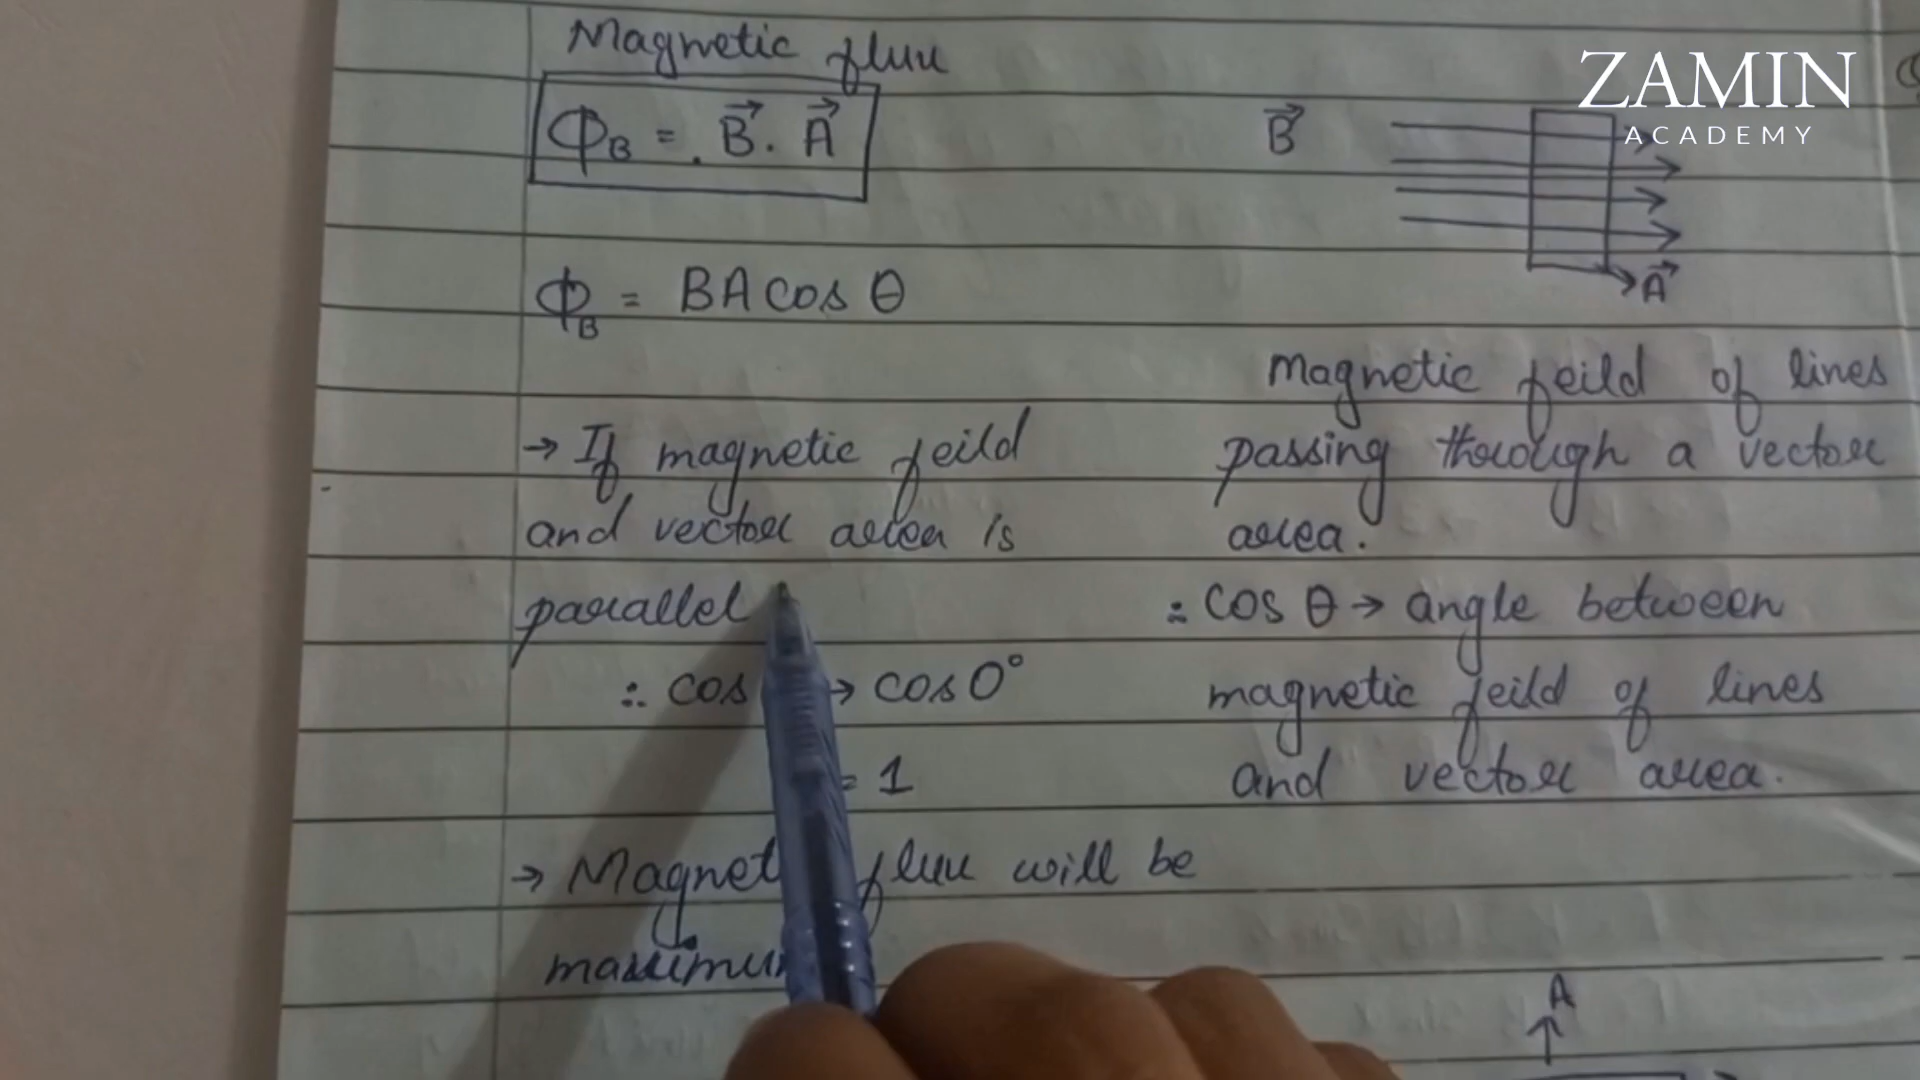 Magnetic flux
ZAMIN
ACADEMY
ΦB = B⃗ . A⃗
B⃗
A⃗
ΦB = BA cos θ
→ If magnetic feild
and vector area is
parallel
∴ cos → cos 0°
= 1
→ Magnet flux will be
maximum
Magnetic feild of lines
passing through a vector
area.
∴ cos θ → angle between
magnetic feild of lines
and vector area.
A